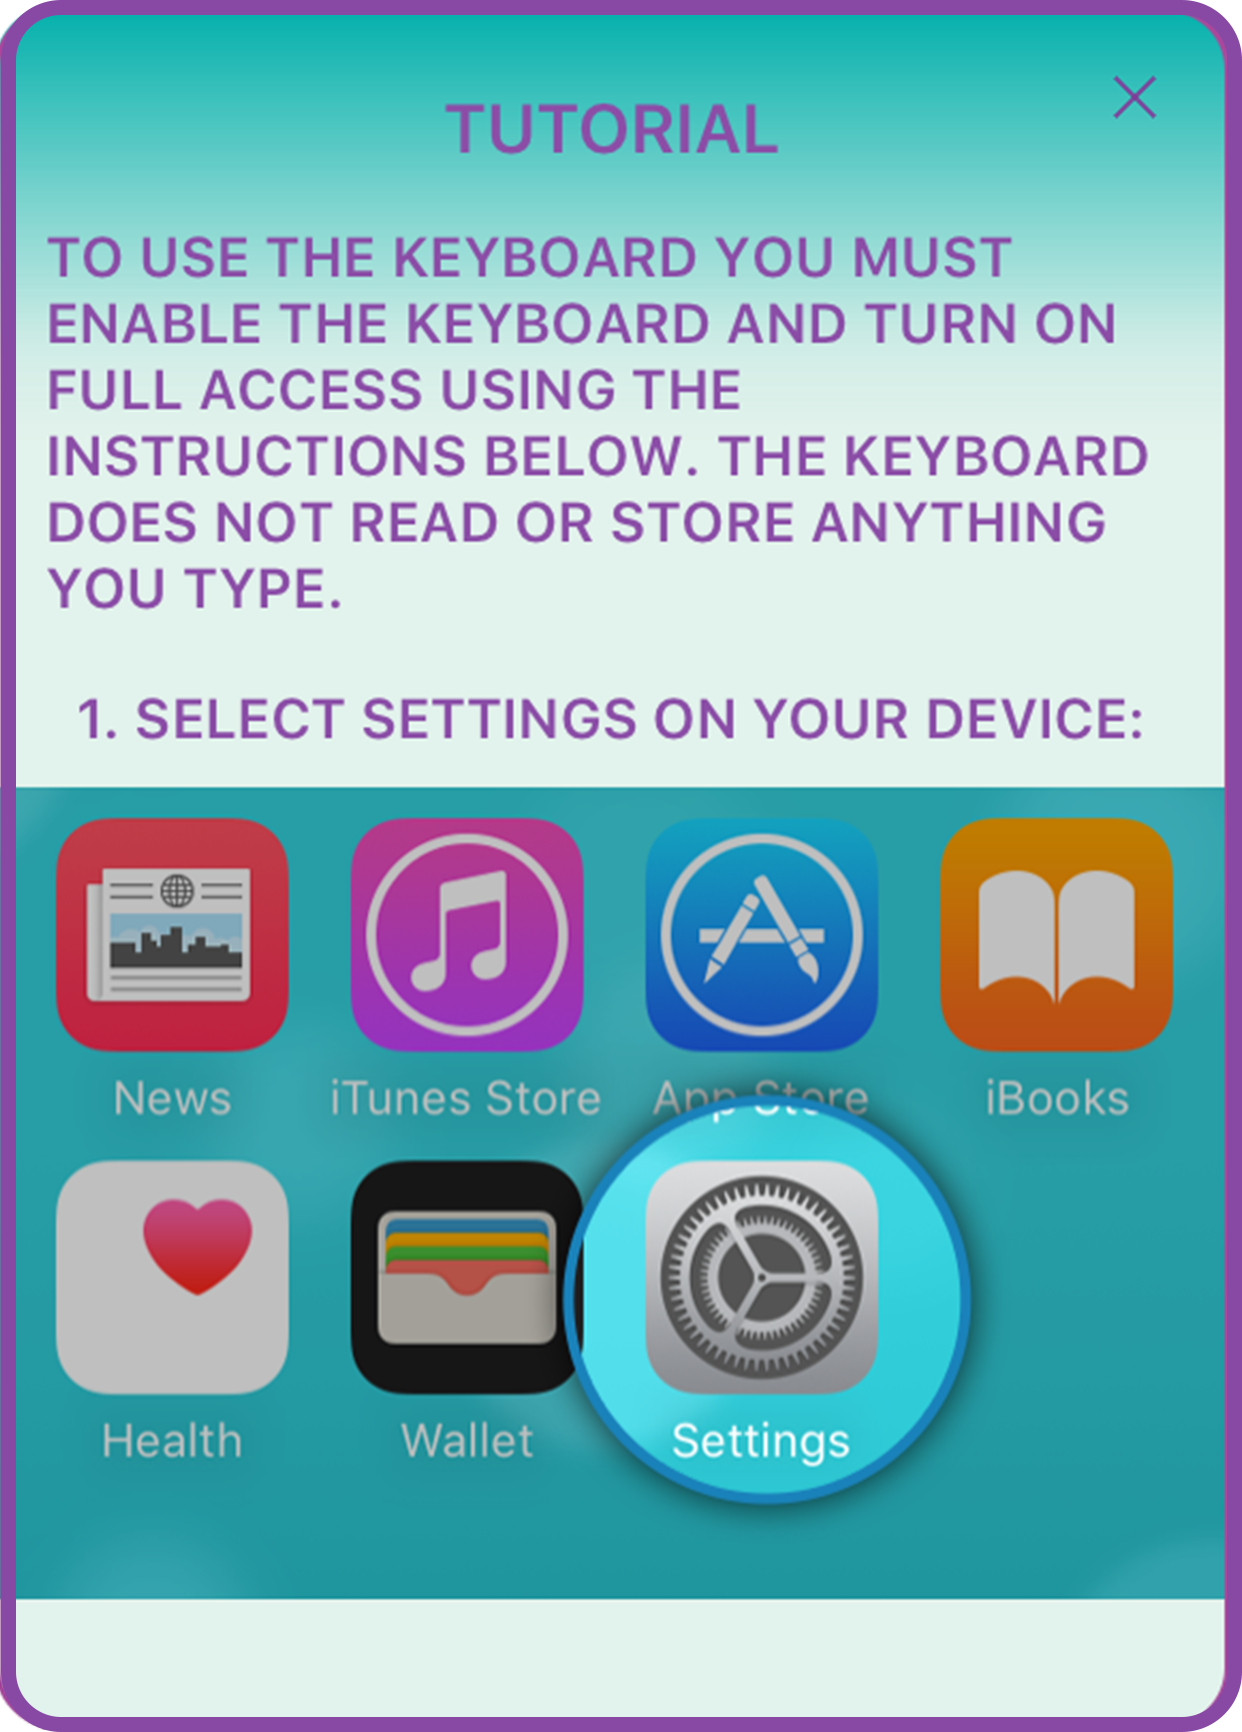 TUTORIAL
TO USE THE KEYBOARD YOU MUST
ENABLE THE KEYBOARD AND TURN ON
FULL ACCESS USING THE
INSTRUCTIONS BELOW. THE KEYBOARD
DOES NOT READ OR STORE ANYTHING
YOU TYPE.
1. SELECT SETTINGS ON YOUR DEVICE:
News iTunes Store App Store iBooks
Health Wallet Settings